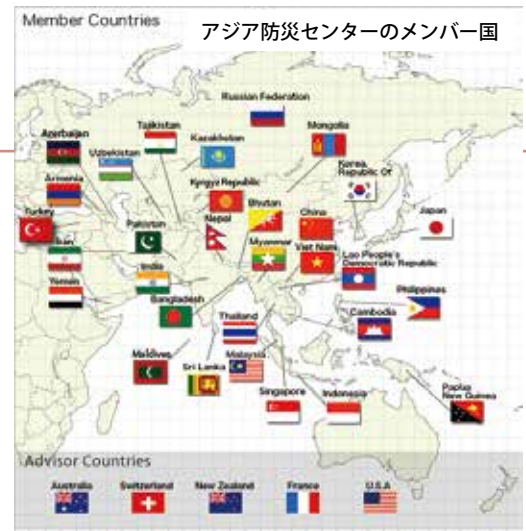 Member Countries
アジア防災センターのメンバー国
Russian Federation
Tajikistan
Mongolia
Azerbaijan
Kazakhstan
Uzbekistan
Korea,
Republic Of
Armenia
Kyrgyz Republic
Bhutan
China
Japan
Turkey
Pakistan
Nepal
Myanmar
Viet Nam
Lao People's
Democratic Republic
Iran
India
Yemen
Bangladesh
Philippines
Thailand
Cambodia
Maldives
Sri Lanka
Malaysia
Singapore
Indonesia
Papua
New Guinea
Advisor Countries
Australia
Switzerland
New Zealand
France
U.S.A